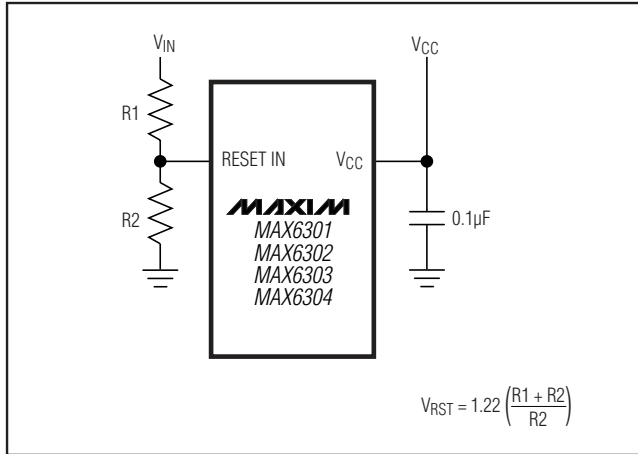 V_IN
V_CC
R1
RESET IN
V_CC
R2
MAXIM
MAX6301
MAX6302
MAX6303
MAX6304
0.1µF
V_RST = 1.22 (R1 + R2 / R2)